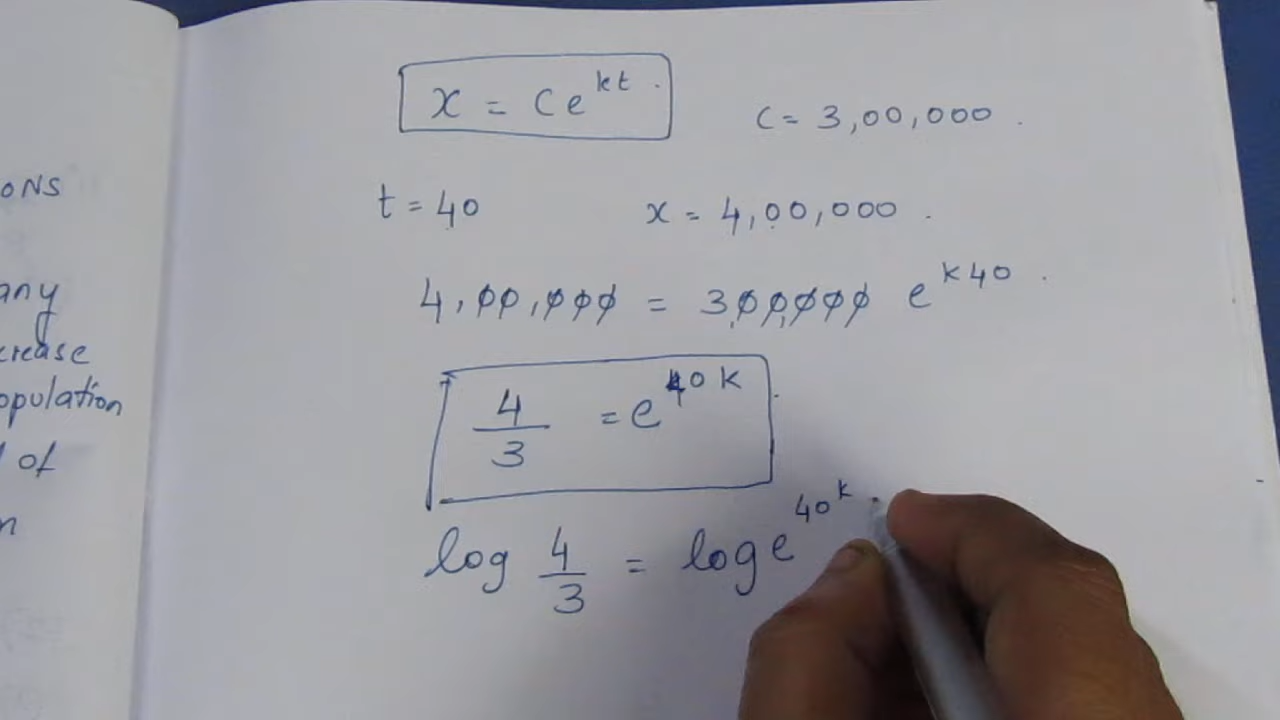 ONS
any
crease
opulation
of
n
x = Ce^{kt}.
C = 3,00,000.
t = 40 x = 4,00,000.
4,00,000 = 3,00,000 e^{k40}.
4/3 = e^{40k}
log 4/3 = log e^{40k}